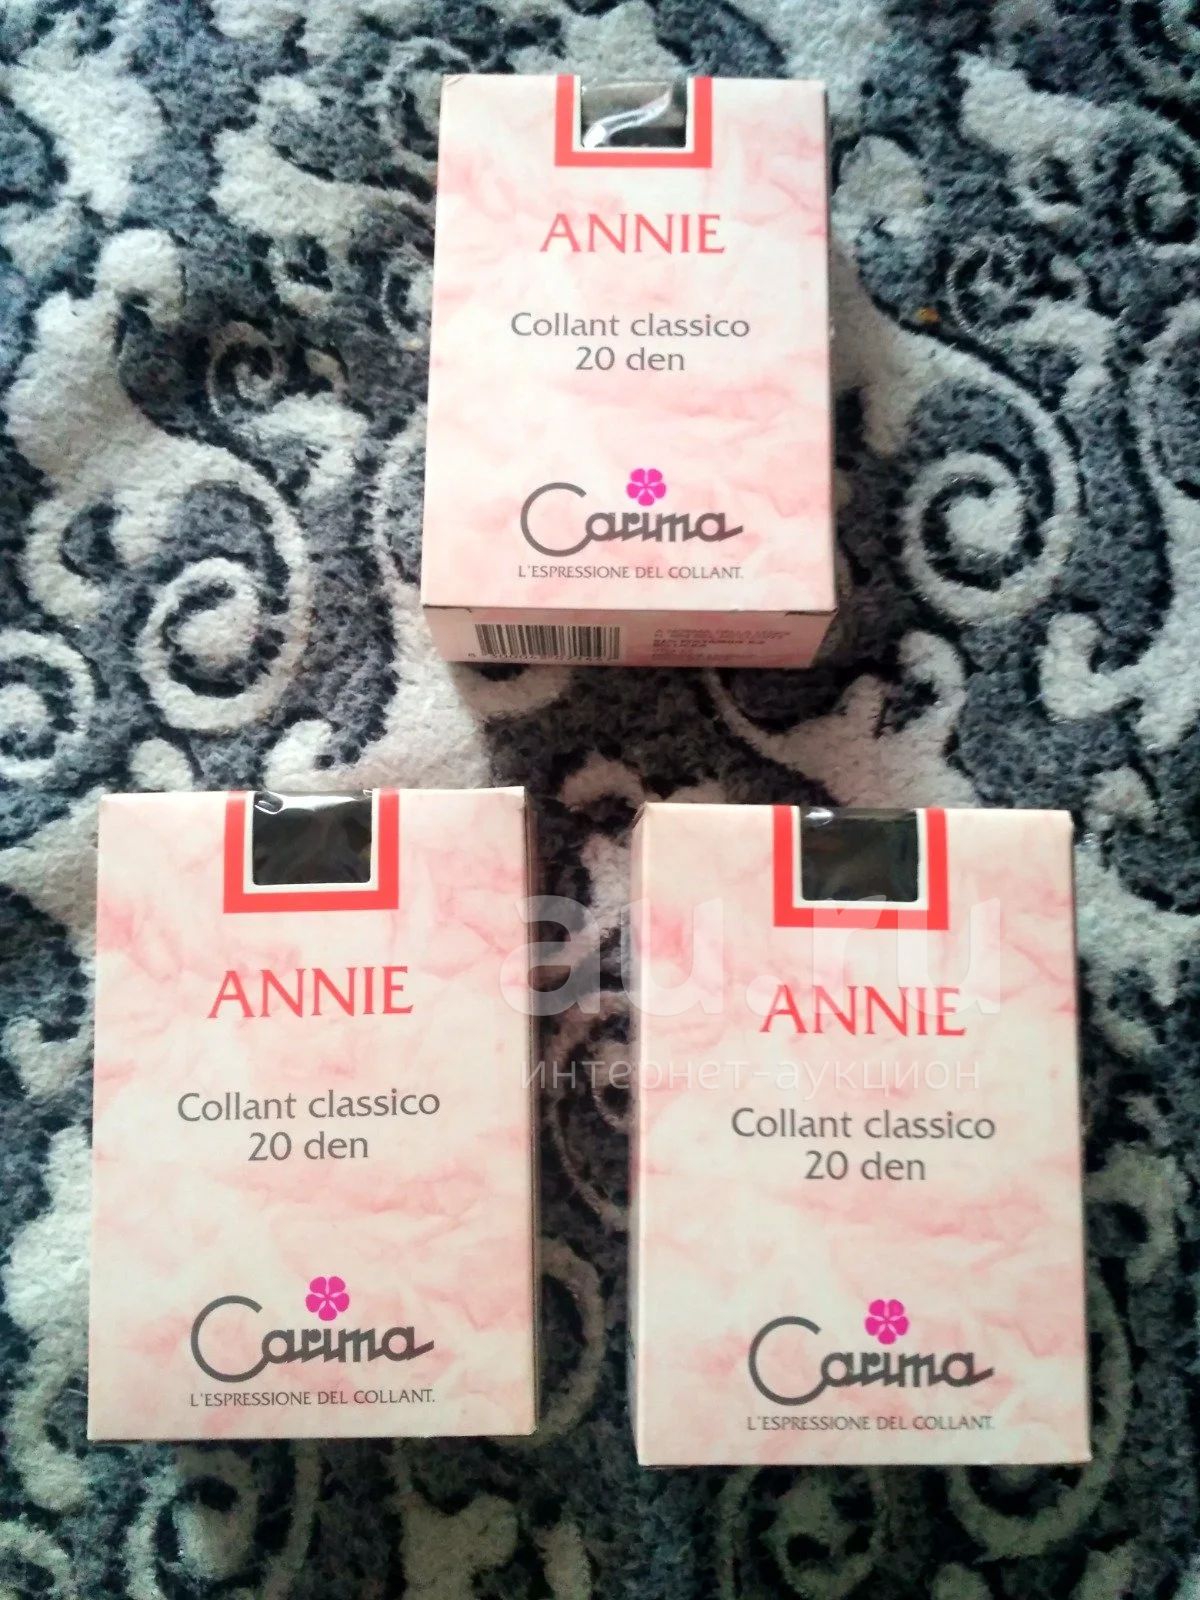 ANNIE
Collant classico
20 den
Carima
L'ESPRESSIONE DEL COLLANT.
ANNIE
Collant classico
20 den
Carima
L'ESPRESSIONE DEL COLLANT.
ANNIE
Collant classico
20 den
Carima
L'ESPRESSIONE DEL COLLANT.
au.ru
интернет-аукцион